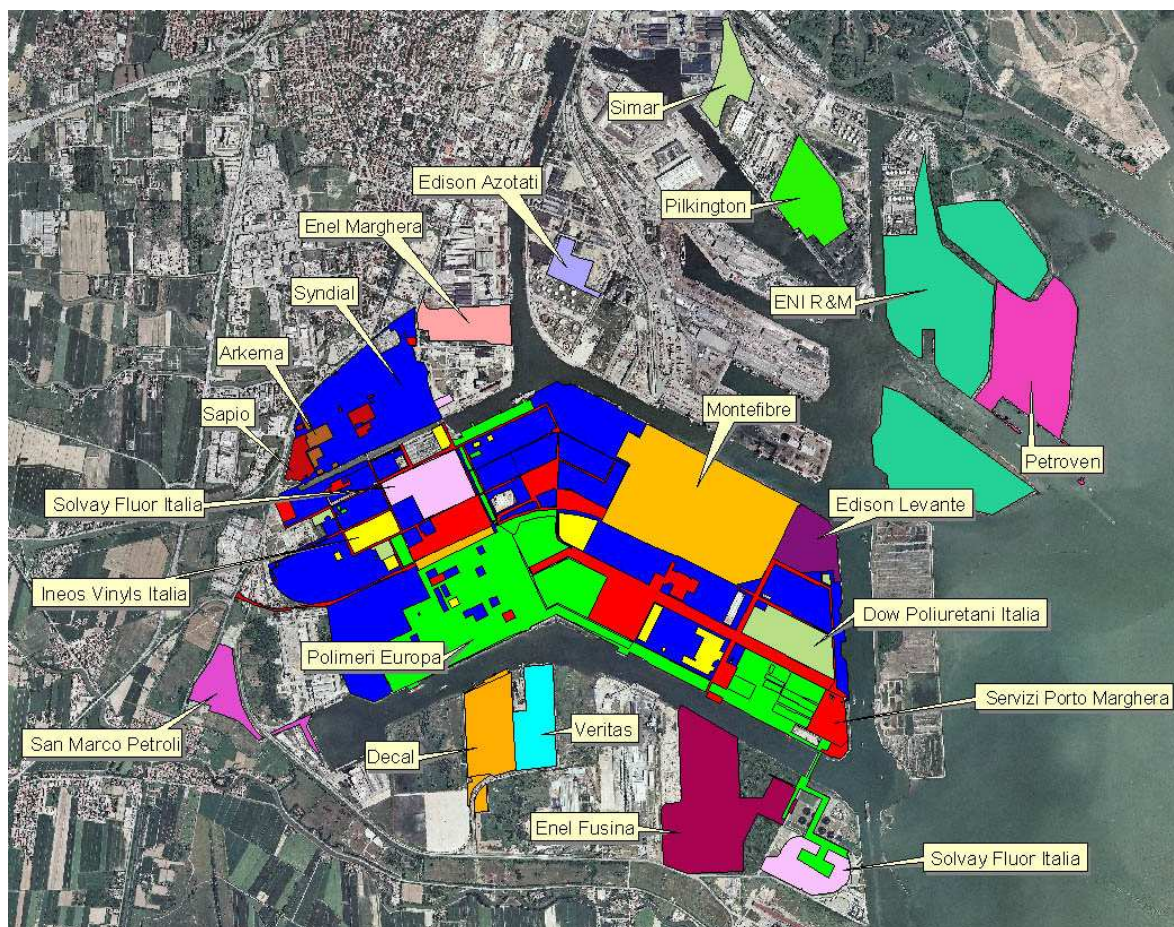 Simar
Edison Azotati
Pilkington
Enel Marghera
Syndial
ENI R&M
Arkema
Sapio
Montefibre
Petroven
Solvay Fluor Italia
Edison Levante
Ineos Vinyls Italia
Dow Poliuretani Italia
Polimeri Europa
Servizi Porto Marghera
San Marco Petroli
Decal
Veritas
Enel Fusina
Solvay Fluor Italia